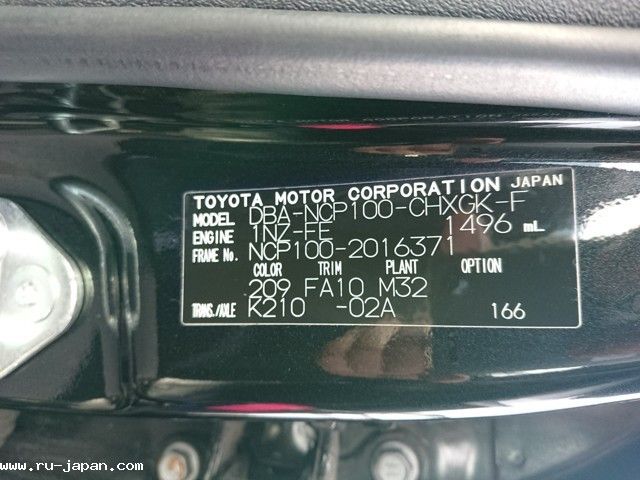 TOYOTA MOTOR CORPORATION JAPAN
MODEL DBA-NCP100-CHXGK-F
ENGINE 1NZ-FE 1496 mL
FRAME No. NCP100-2016371
COLOR TRIM PLANT OPTION
209 FA10 M32
TRANS./AXLE K210 -02A 166
www.ru-japan.com